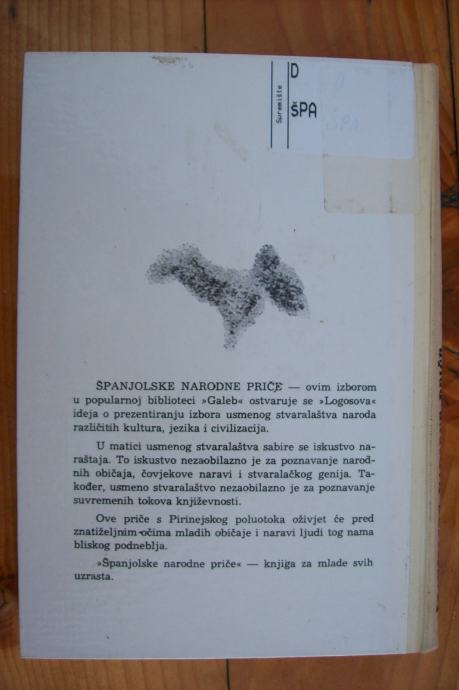 D
ŠPA
ŠPANJOLSKE NARODNE PRIČE — ovim izborom
u popularnoj biblioteci »Galeb« ostvaruje se »Logosova«
ideja o prezentiranju izbora usmenog stvaralaštva naroda
različitih kultura, jezika i civilizacija.
U matici usmenog stvaralaštva sabire se iskustvo na-
raštaja. To iskustvo nezaobilazno je za poznavanje narod-
nih običaja, čovjekove naravi i stvaralačkog genija. Ta-
kođer, usmeno stvaralaštvo nezaobilazno je za poznavanje
suvremenih tokova književnosti.
Ove priče s Pirinejskog poluotoka oživjet će pred
znatiželjnim očima mladih običaje i naravi ljudi tog nama
bliskog podneblja.
»Španjolske narodne priče« — knjiga za mlade svih
uzrasta.